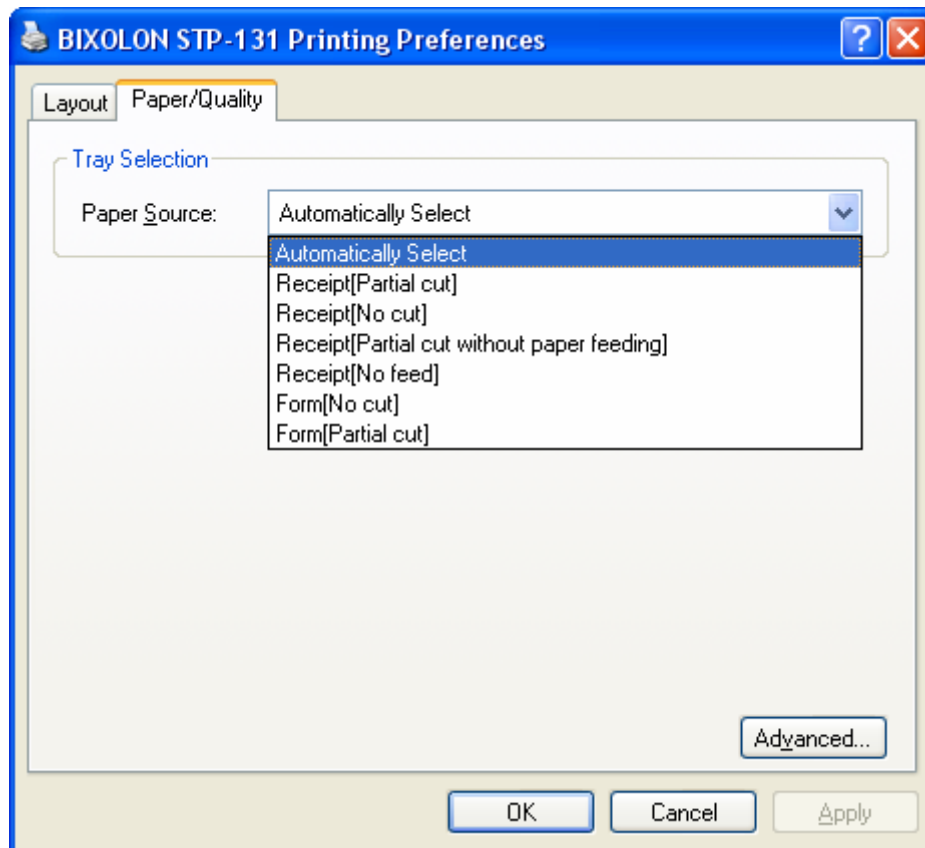 BIXOLON STP-131 Printing Preferences
Layout
Paper/Quality
Tray Selection
Paper Source:
Automatically Select
Automatically Select
Receipt[Partial cut]
Receipt[No cut]
Receipt[Partial cut without paper feeding]
Receipt[No feed]
Form[No cut]
Form[Partial cut]
Advanced...
OK
Cancel
Apply